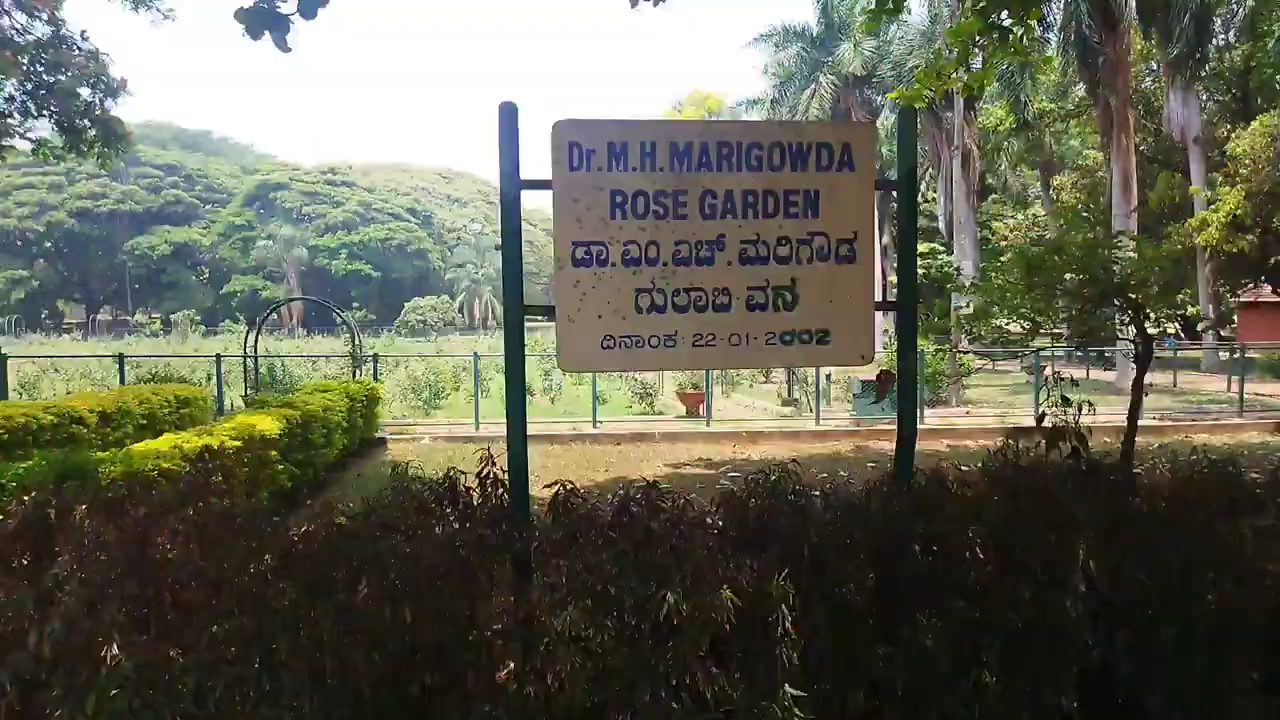 Dr. M.H. MARIGOWDA
ROSE GARDEN
ಡಾ. ಎಂ. ಎಚ್. ಮರಿಗೌಡ
ಗುಲಾಬಿ ವನ
ದಿನಾಂಕ: 22-01-2002